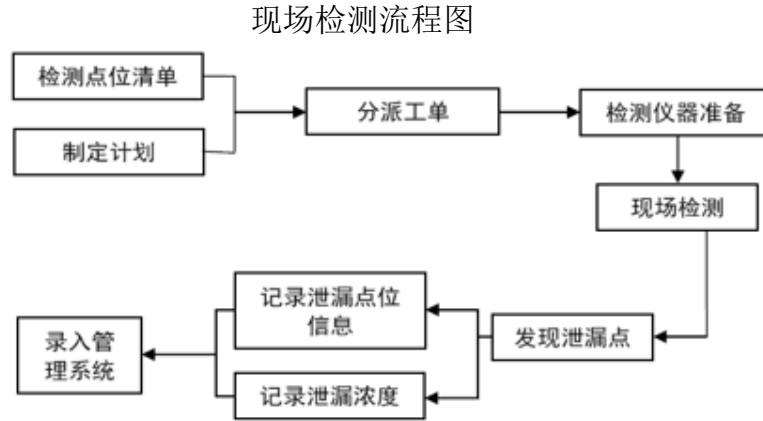 现场检测流程图
检测点位清单
制定计划
分派工单
检测仪器准备
现场检测
发现泄漏点
记录泄漏点位
信息
记录泄漏浓度
录入管
理系统